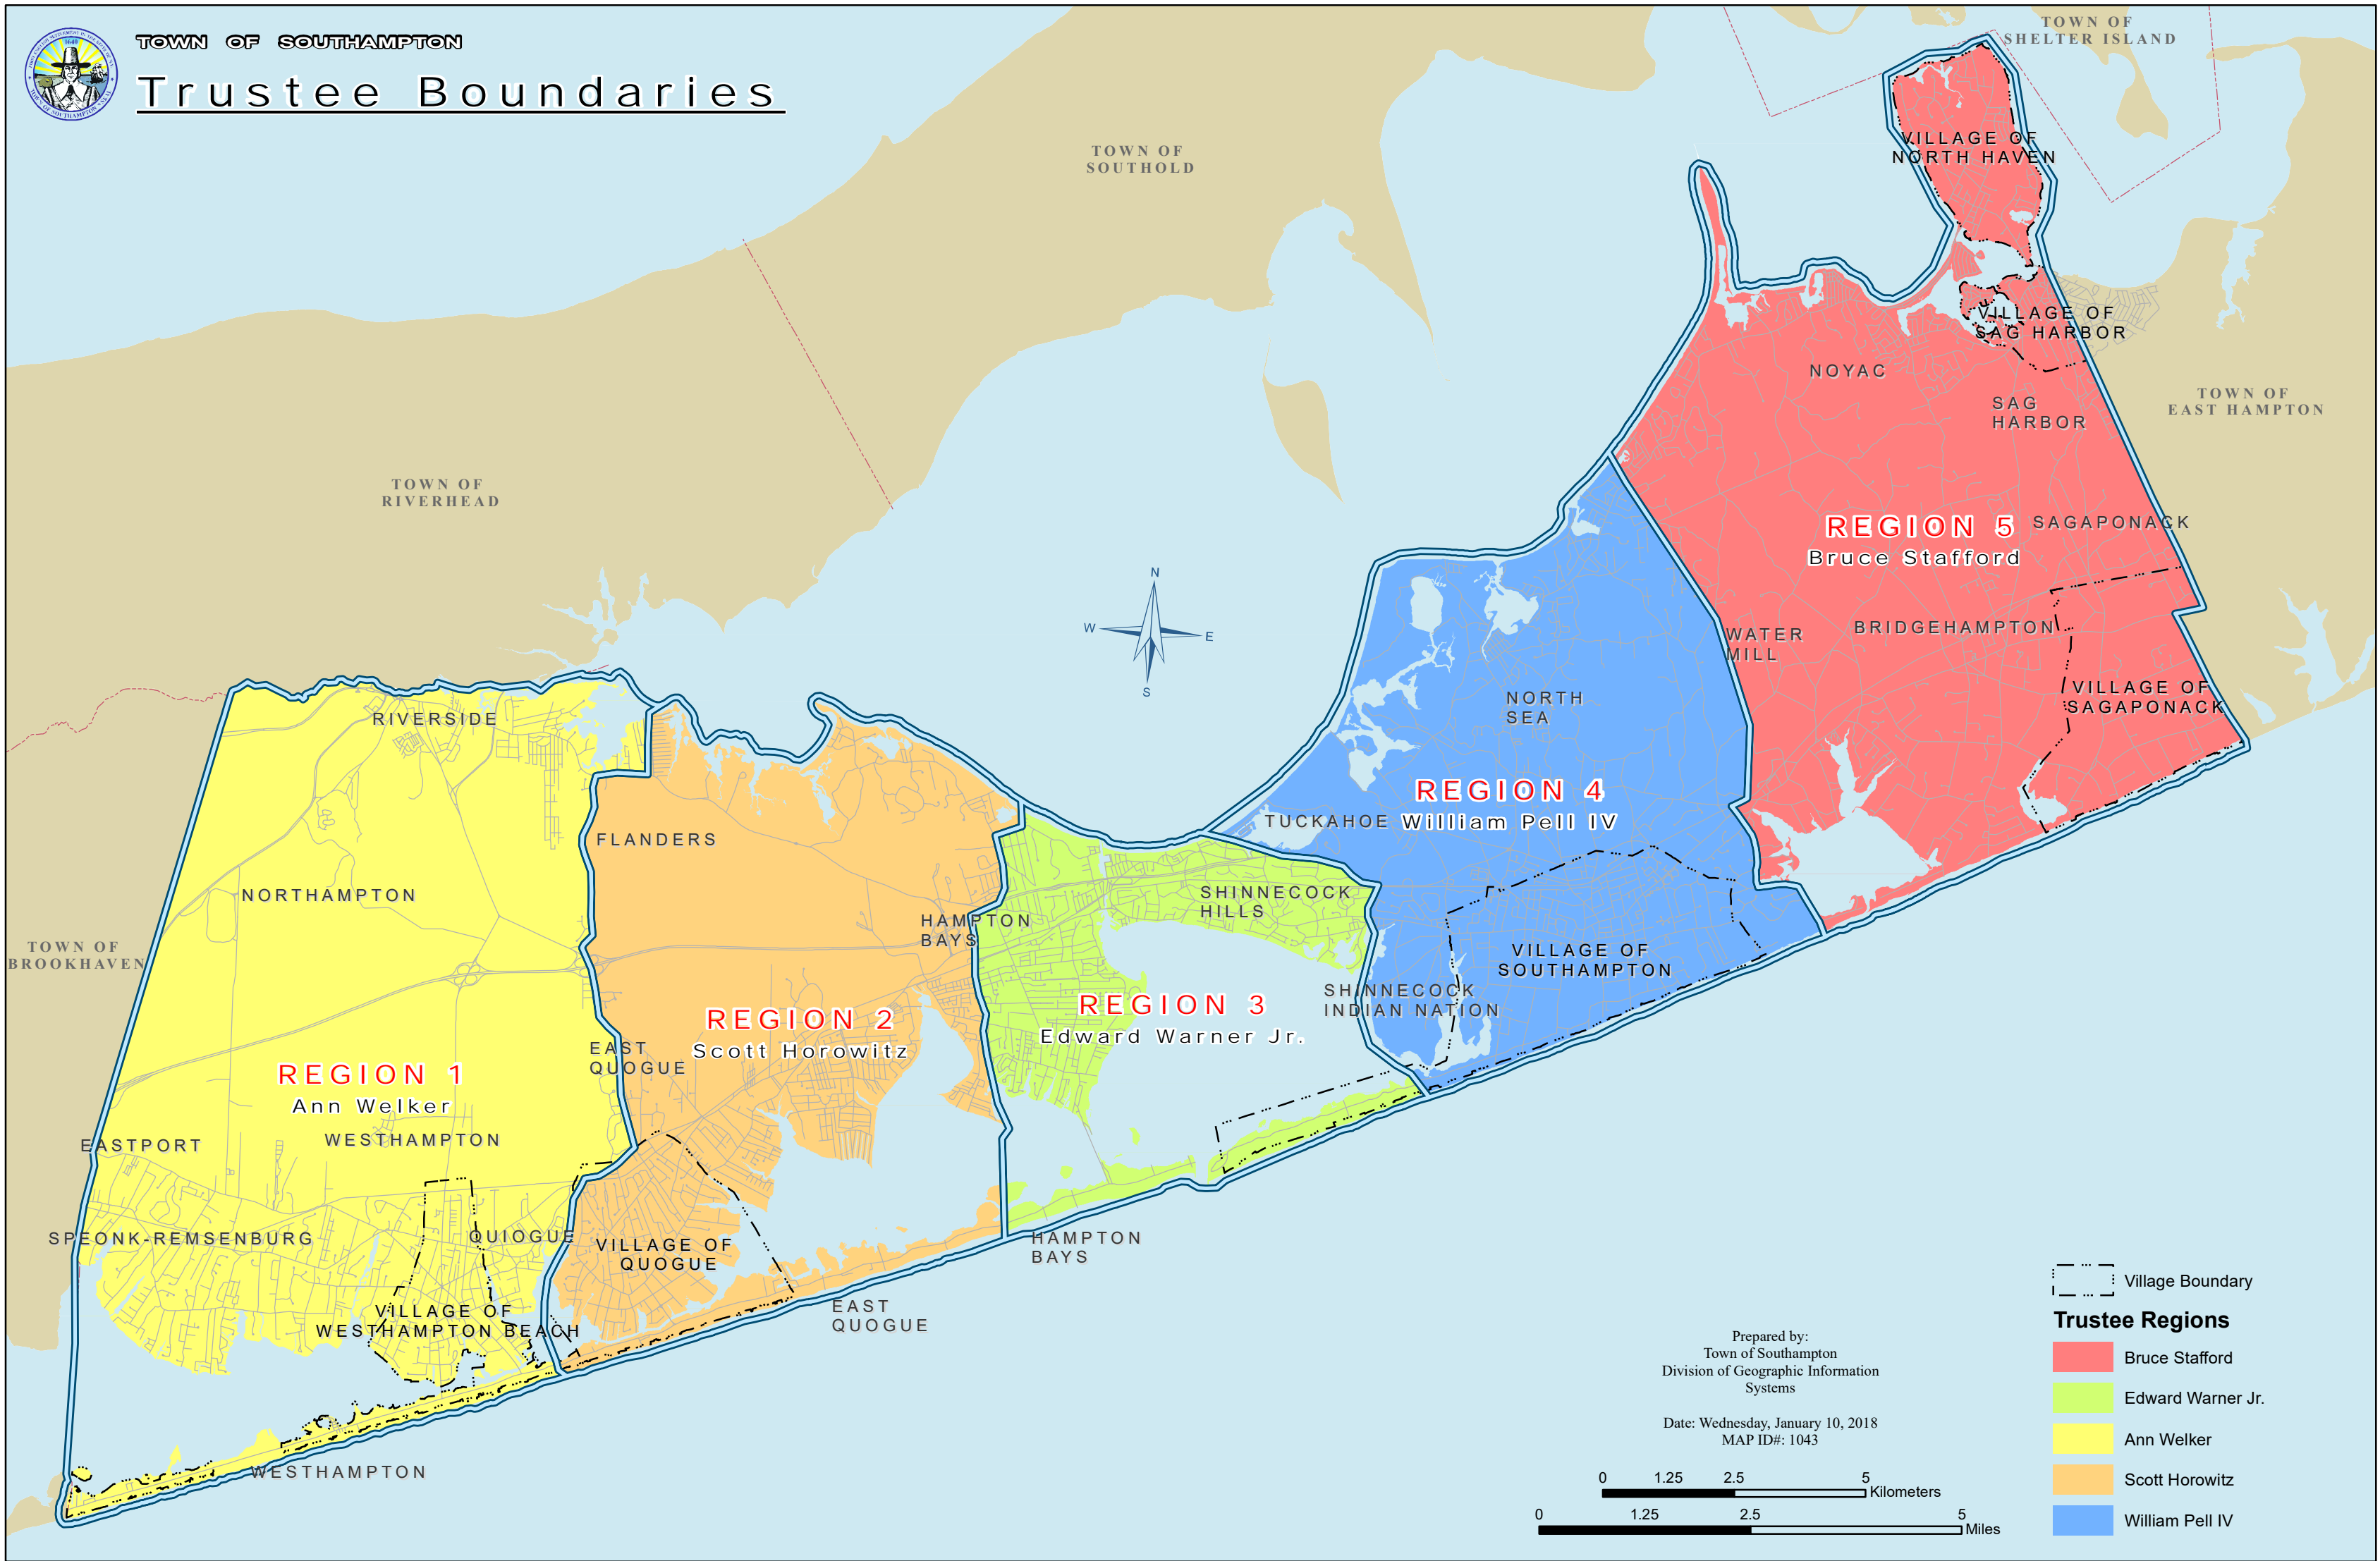 TOWN OF SOUTHAMPTON
Trustee Boundaries
1640
TOWN OF
SHELTER ISLAND
TOWN OF
SOUTHOLD
VILLAGE OF
NORTH HAVEN
VILLAGE OF
SAG HARBOR
NOYAC
SAG
HARBOR
TOWN OF
EAST HAMPTON
TOWN OF
RIVERHEAD
REGION 5
Bruce Stafford
SAGAPONACK
N
W
E
S
WATER
MILL
BRIDGEHAMPTON
VILLAGE OF
SAGAPONACK
NORTH
SEA
RIVERSIDE
REGION 4
William Pell IV
TUCKAHOE
FLANDERS
NORTHAMPTON
SHINNECOCK
HILLS
HAMPTON
BAYS
TOWN OF
BROOKHAVEN
VILLAGE OF
SOUTHAMPTON
SHINNECOCK
INDIAN NATION
REGION 3
Edward Warner Jr.
REGION 2
Scott Horowitz
EAST
QUOGUE
REGION 1
Ann Welker
WESTHAMPTON
EASTPORT
SPEONK-REMSENBURG
QUIOGUE
VILLAGE OF
QUOGUE
HAMPTON
BAYS
VILLAGE OF
WESTHAMPTON BEACH
EAST
QUOGUE
WESTHAMPTON
Prepared by:
Town of Southampton
Division of Geographic Information
Systems
Date: Wednesday, January 10, 2018
MAP ID#: 1043
0 1.25 2.5 5
Kilometers
0 1.25 2.5 5
Miles
Village Boundary
Trustee Regions
Bruce Stafford
Edward Warner Jr.
Ann Welker
Scott Horowitz
William Pell IV